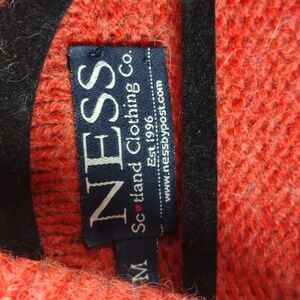 NESS
Scotland Clothing Co.
Est 1996
www.nessbypost.com
M